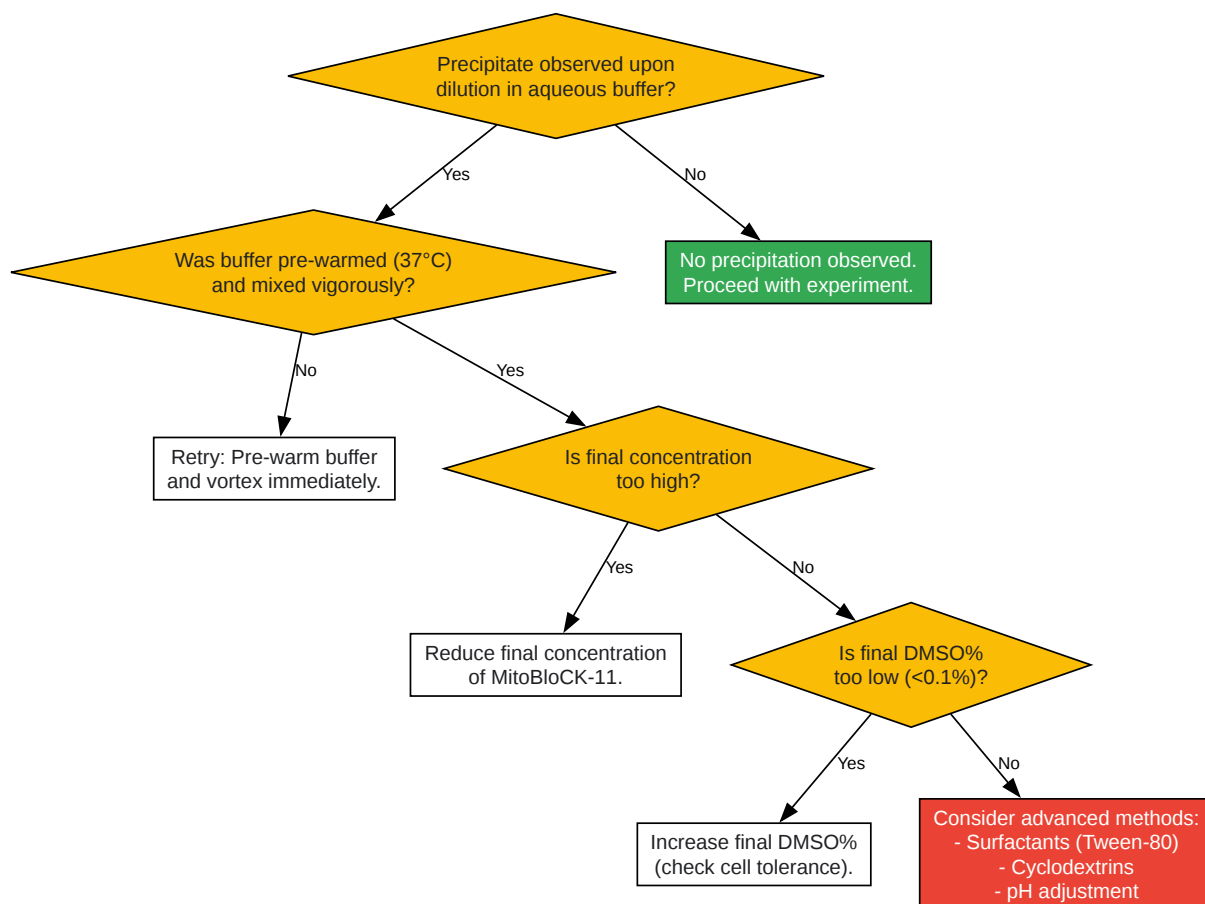 Precipitate observed upon
dilution in aqueous buffer?
Yes
No
Was buffer pre-warmed (37°C)
and mixed vigorously?
No precipitation observed.
Proceed with experiment.
No
Yes
Retry: Pre-warm buffer
and vortex immediately.
Is final concentration
too high?
Yes
No
Reduce final concentration
of MitoBloCK-11.
Is final DMSO%
too low (<0.1%)?
Yes
No
Increase final DMSO%
(check cell tolerance).
Consider advanced methods:
- Surfactants (Tween-80)
- Cyclodextrins
- pH adjustment